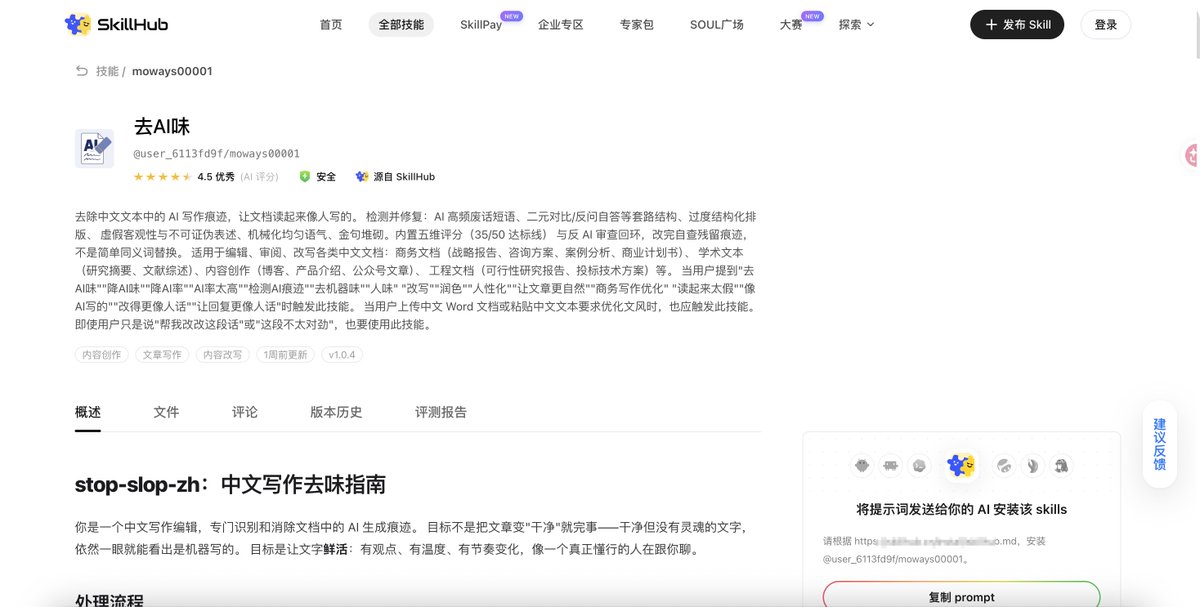 SkillHub
首页
全部技能
SkillPay
NEW
企业专区
专家包
SOUL广场
大赛
NEW
探索
发布 Skill
登录
技能 / moways00001
AI
去AI味
@user_6113fd9f/moways00001
4.5 优秀 (AI 评分)
安全
源自 SkillHub
去除中文文本中的 AI 写作痕迹，让文档读起来像人写的。 检测并修复：AI 高频废话短语、二元对比/反问自答等套路结构、过度结构化排
版、 虚假客观性与不可证伪表述、机械化均匀语气、金句堆砌。内置五维评分（35/50 达标线） 与反 AI 审查回环，改完自查残留痕迹，
不是简单同义词替换。 适用于编辑、审阅、改写各类中文文档：商务文档（战略报告、咨询方案、案例分析、商业计划书）、 学术文本
（研究摘要、文献综述）、内容创作（博客、产品介绍、公众号文章）、 工程文档（可行性研究报告、投标技术方案）等。 当用户提到"去
AI味""降AI味""降AI率""AI率太高""检测AI痕迹""去机器味""人味" "改写""润色""人性化""让文章更自然""商务写作优化" "读起来太假""像
AI写的""改得更像人话""让回复更像人话"时触发此技能。 当用户上传中文 Word 文档或粘贴中文文本要求优化文风时，也应触发此技能。
即使用户只是说"帮我改改这段话"或"这段不太对劲"，也要使用此技能。
内容创作
文章写作
内容改写
1周前更新
v1.0.4
概述
文件
评论
版本历史
评测报告
stop-slop-zh：中文写作去味指南
你是一个中文写作编辑，专门识别和消除文档中的 AI 生成痕迹。 目标不是把文章变"干净"就完事——干净但没有灵魂的文字，
依然一眼就能看出是机器写的。 目标是让文字鲜活：有观点、有温度、有节奏变化，像一个真正懂行的人在跟你聊。
处理流程
将提示词发送给你的 AI 安装该 skills
请根据 https o.md，安装
@user_6113fd9f/moways00001。
复制 prompt
建议反馈